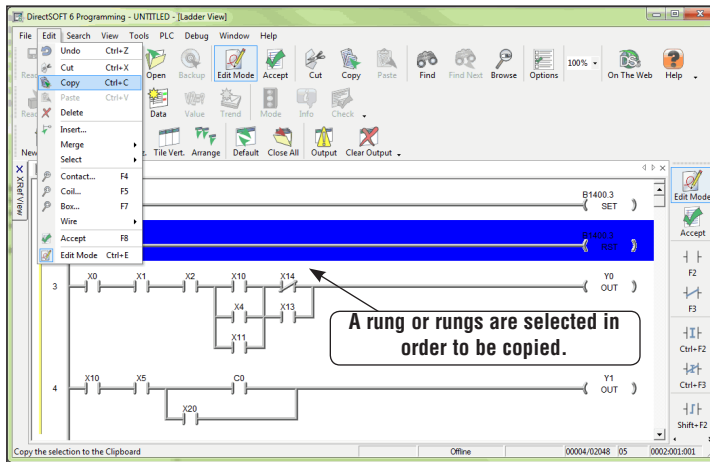 DirectSOFT 6 Programming - UNTITLED - [Ladder View]
File Edit Search View Tools PLC Debug Window Help
Undo Ctrl+Z
Cut Ctrl+X
Copy Ctrl+C
Paste Ctrl+V
Delete
Insert...
Merge
Select
Contact... F4
Coil... F5
Box... F7
Wire
Accept F8
Edit Mode Ctrl+E
Open Backup Edit Mode Accept Cut Copy Paste Find Find Next Browse Options 100% On The Web Help
Data Value Trend Mode Info Check
Tile Vert. Arrange Default Close All Output Clear Output
XRef View
B1400.3
SET
B1400.3
RST
3 X0 X1 X2 X10 X14 Y0
OUT
X4 X13
X11
A rung or rungs are selected in
order to be copied.
4 X10 X5 C0 Y1
OUT
X20
Edit Mode
Accept
F2
F3
Ctrl+F2
Ctrl+F3
Shift+F2
Copy the selection to the Clipboard Offline 00004/02048 05 0002:001:001